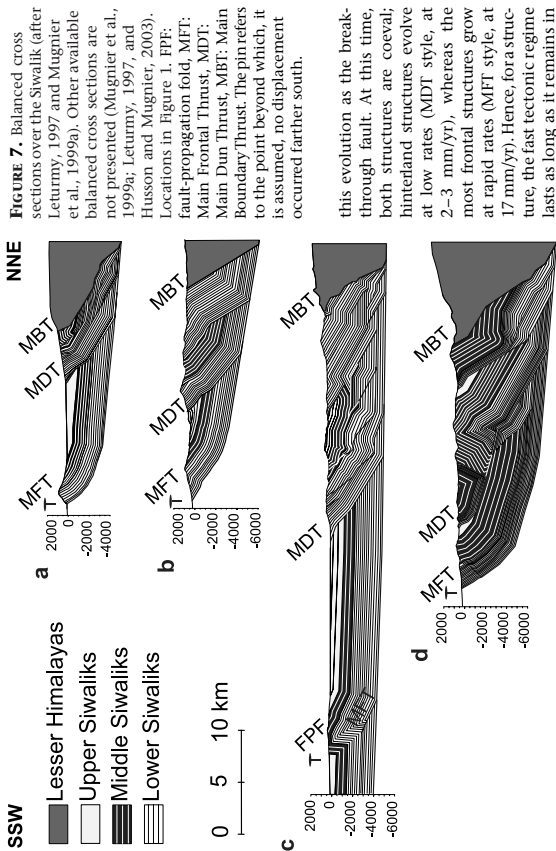 SSW
NNE
Lesser Himalayas
Upper Siwaliks
Middle Siwaliks
Lower Siwaliks
0 5 10 km
a
2000
0
-2000
-4000
T
MFT
MDT
MBT
b
2000
0
-2000
-4000
-6000
T
MFT
MDT
MBT
c
2000
0
-2000
-4000
-6000
T
FPF
MFT
MDT
MBT
d
2000
0
-2000
-4000
-6000
T
MFT
MDT
MBT
FIGURE 7. Balanced cross
sections over the Siwalik (after
Leturmy, 1997 and Mugnier
et al., 1999a). Other available
balanced cross sections are
not presented (Mugnier et al.,
1999a; Leturmy, 1997, and
Husson and Mugnier, 2003).
Locations in Figure 1. FPF:
fault-propagation fold, MFT:
Main Frontal Thrust, MDT:
Main Dun Thrust, MBT: Main
Boundary Thrust. The pin refers
to the point beyond which, it
is assumed, no displacement
occurred farther south.
this evolution as the break-
through fault. At this time,
both structures are coeval;
hinterland structures evolve
at low rates (MDT style, at
2–3 mm/yr), whereas the
most frontal structures grow
at rapid rates (MFT style, at
17 mm/yr). Hence, for a struc-
ture, the fast tectonic regime
lasts as long as it remains in